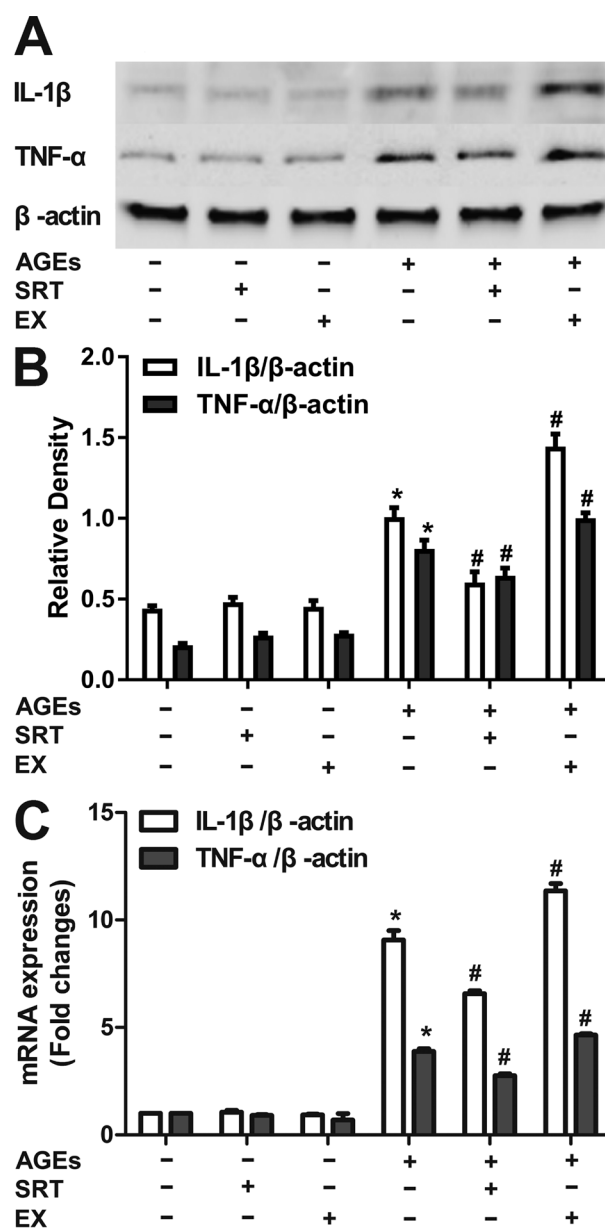 A
IL-1β
TNF-α
β -actin
AGEs – – – + + +
SRT – + – – + –
EX – – + – – +
B
IL-1β/β-actin
TNF-α/β-actin
Relative Density
2.0
1.5
1.0
0.5
0.0
* * # # # #
AGEs – – – + + +
SRT – + – – + –
EX – – + – – +
C
IL-1β /β -actin
TNF-α /β -actin
mRNA expression
(Fold changes)
15
10
5
0
* * # # # #
AGEs – – – + + +
SRT – + – – + –
EX – – + – – +